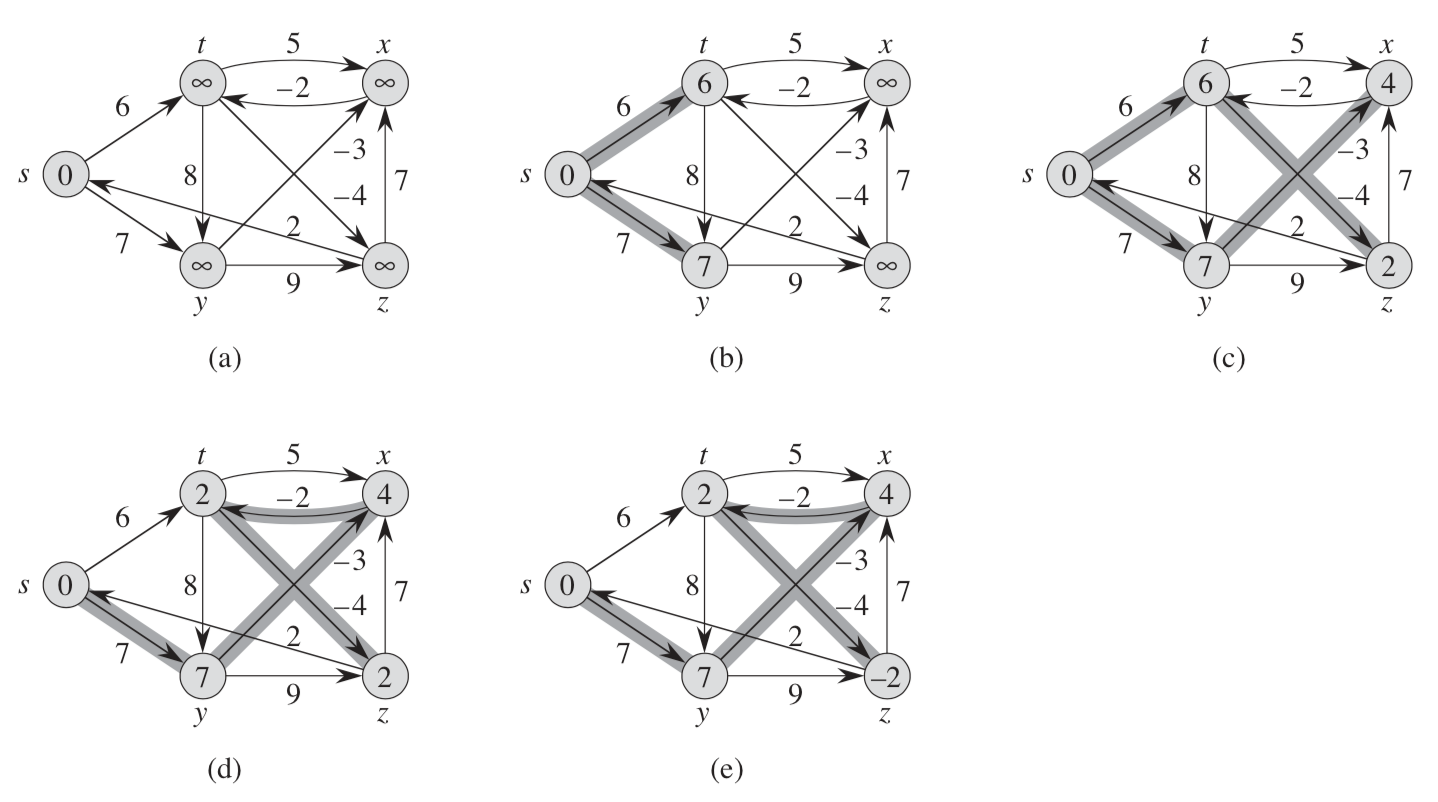 t 5 x
∞ –2 ∞
6
–3
s 0 8 7
–4
7 2
∞ 9 ∞
y z
(a)
t 5 x
6 –2 ∞
6
–3
s 0 8 7
–4
7 2
7 9 ∞
y z
(b)
t 5 x
6 –2 4
6
–3
s 0 8 7
–4
7 2
7 9 2
y z
(c)
t 5 x
2 –2 4
6
–3
s 0 8 7
–4
7 2
7 9 2
y z
(d)
t 5 x
2 –2 4
6
–3
s 0 8 7
–4
7 2
7 9 –2
y z
(e)